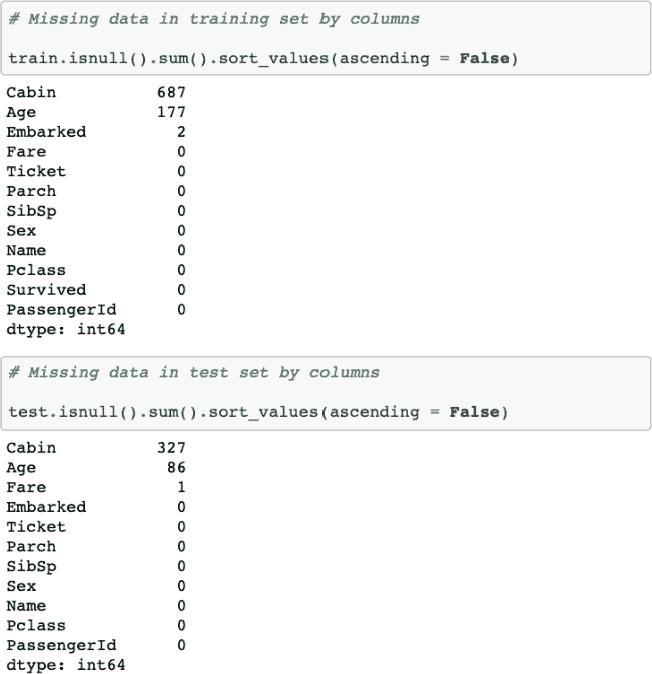 # Missing data in training set by columns
train.isnull().sum().sort_values(ascending = False)
Cabin 687
Age 177
Embarked 2
Fare 0
Ticket 0
Parch 0
SibSp 0
Sex 0
Name 0
Pclass 0
Survived 0
PassengerId 0
dtype: int64
# Missing data in test set by columns
test.isnull().sum().sort_values(ascending = False)
Cabin 327
Age 86
Fare 1
Embarked 0
Ticket 0
Parch 0
SibSp 0
Sex 0
Name 0
Pclass 0
PassengerId 0
dtype: int64